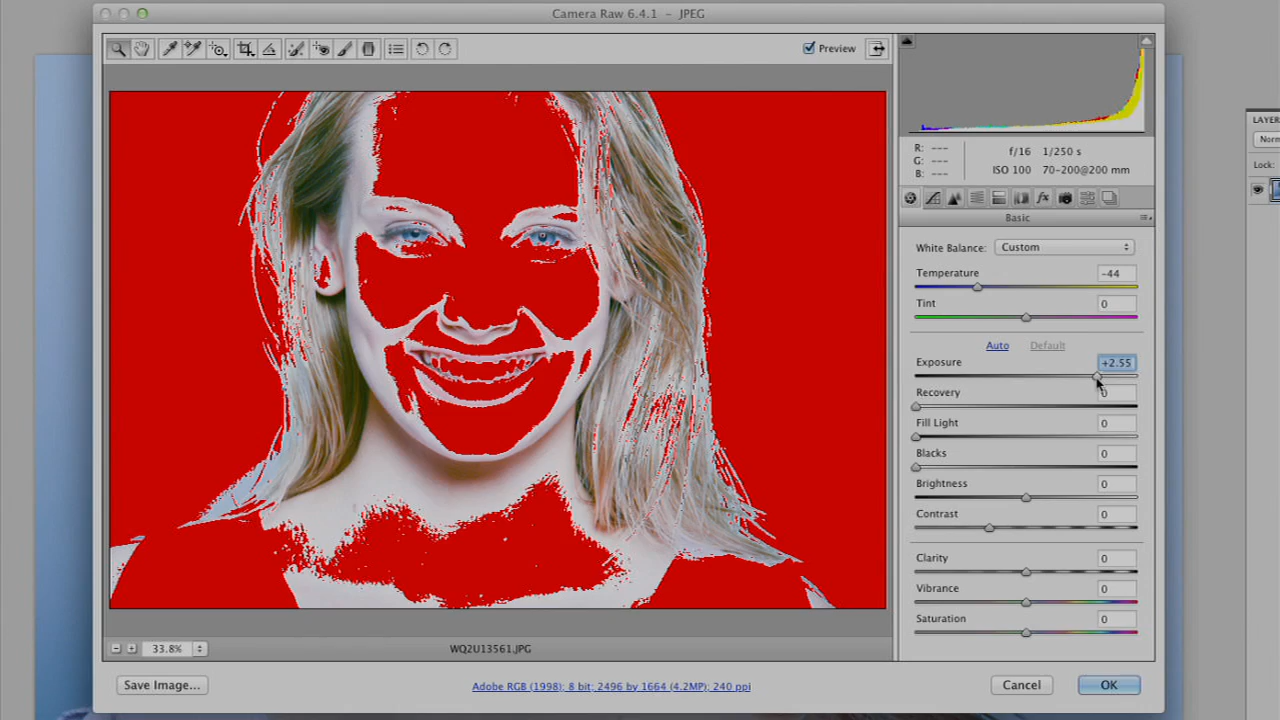 Camera Raw 6.4.1 – JPEG
Preview
R: ---
G: ---
B: ---
f/16 1/250 s
ISO 100 70-200@200 mm
Basic
White Balance: Custom
Temperature -44
Tint 0
Auto Default
Exposure +2.55
Recovery 0
Fill Light 0
Blacks 0
Brightness 0
Contrast 0
Clarity 0
Vibrance 0
Saturation 0
33.8%
WQ2U13561.JPG
Save Image...
Adobe RGB (1998); 8 bit; 2496 by 1664 (4.2MP); 240 ppi
Cancel
OK
LAYER
Norm
Lock: